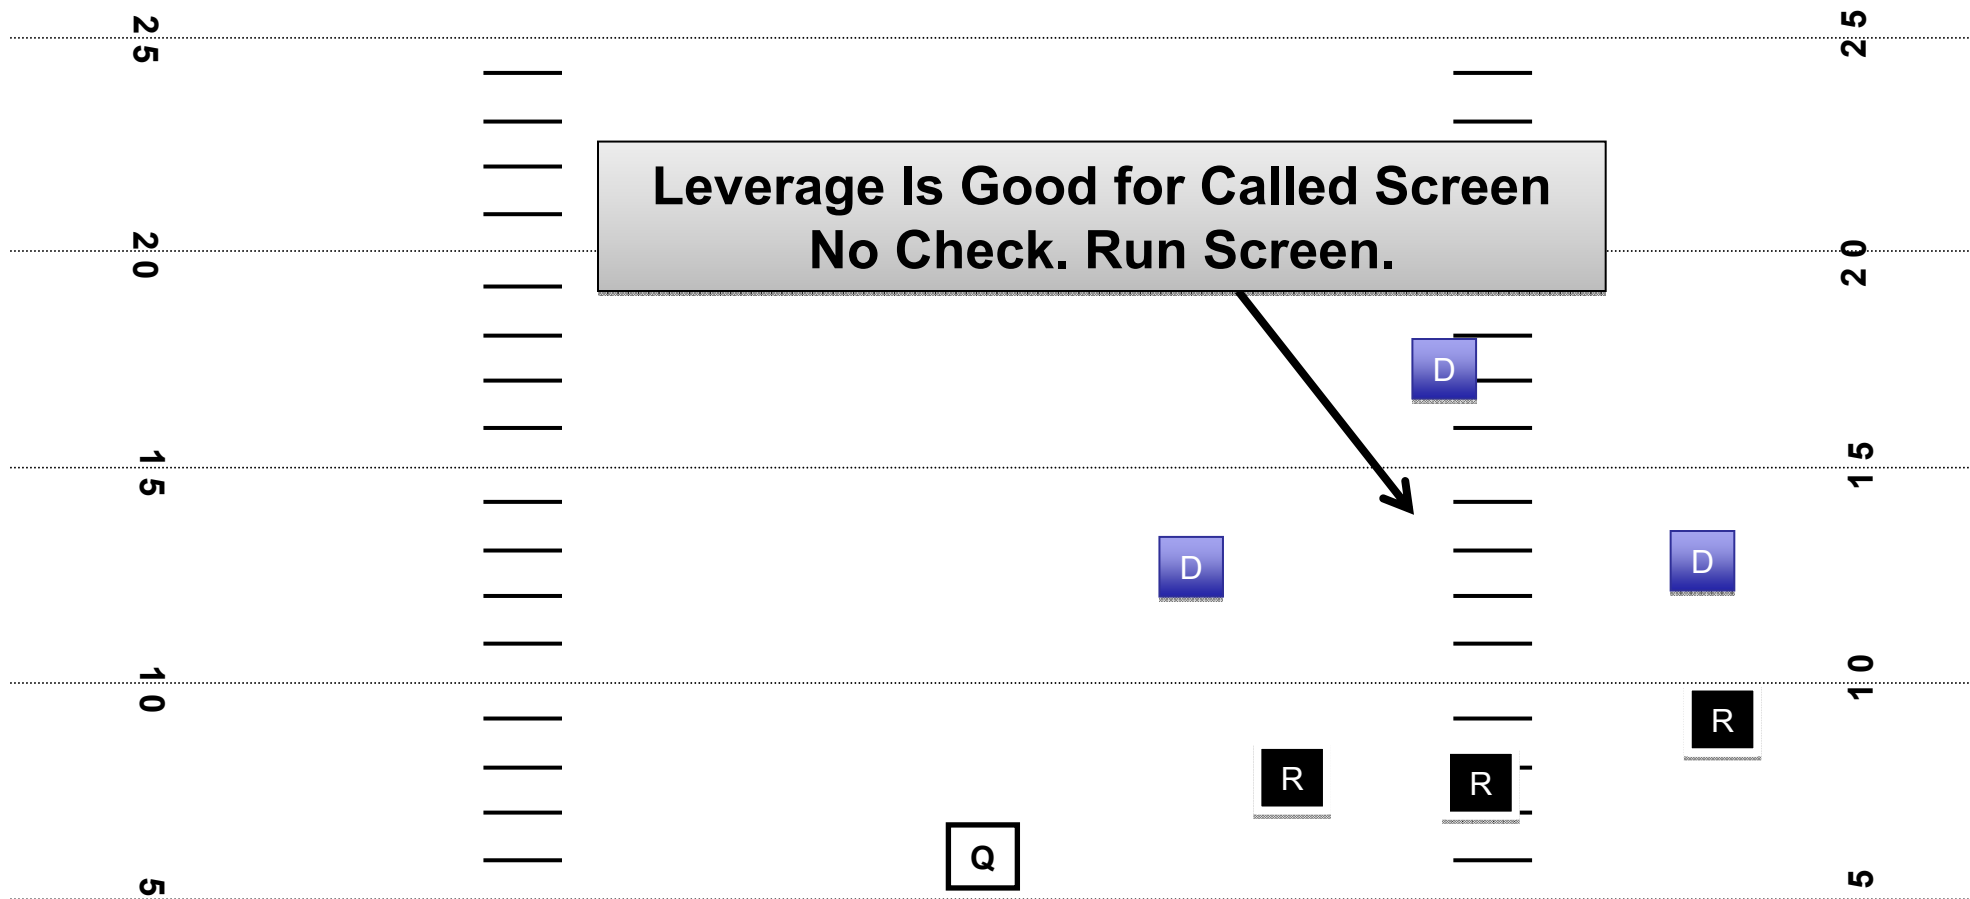 25 25
Leverage Is Good for Called Screen
No Check. Run Screen.
20 20
D
15 15
D D
10 10
R
R R
Q
5 5